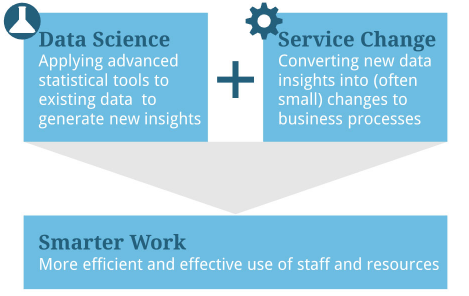 Data Science
Applying advanced
statistical tools to
existing data to
generate new insights
+
Service Change
Converting new data
insights into (often
small) changes to
business processes
Smarter Work
More efficient and effective use of staff and resources